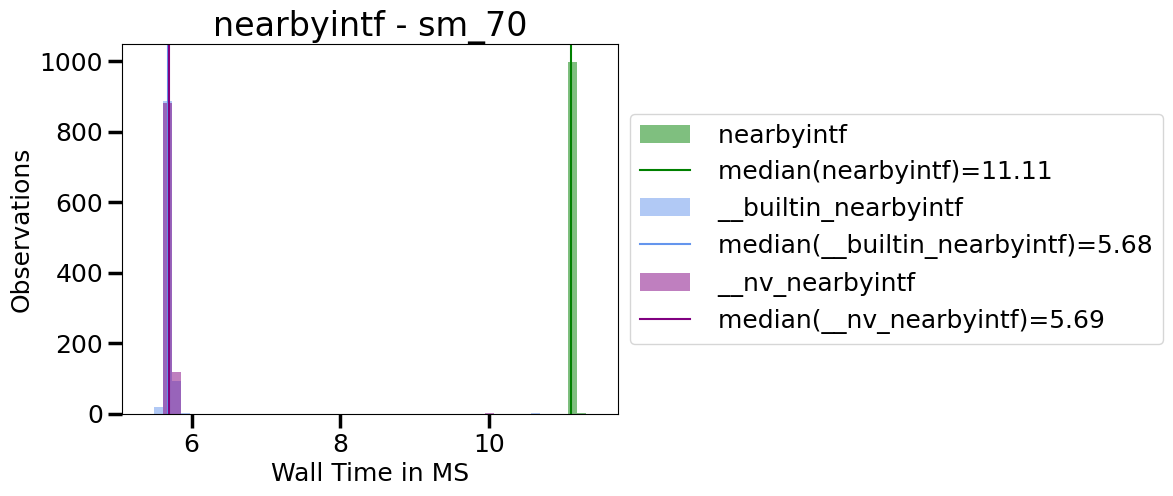 nearbyintf - sm_70
1000
800
600
400
200
0
Observations
6
8
10
Wall Time in MS
nearbyintf
median(nearbyintf)=11.11
__builtin_nearbyintf
median(__builtin_nearbyintf)=5.68
__nv_nearbyintf
median(__nv_nearbyintf)=5.69